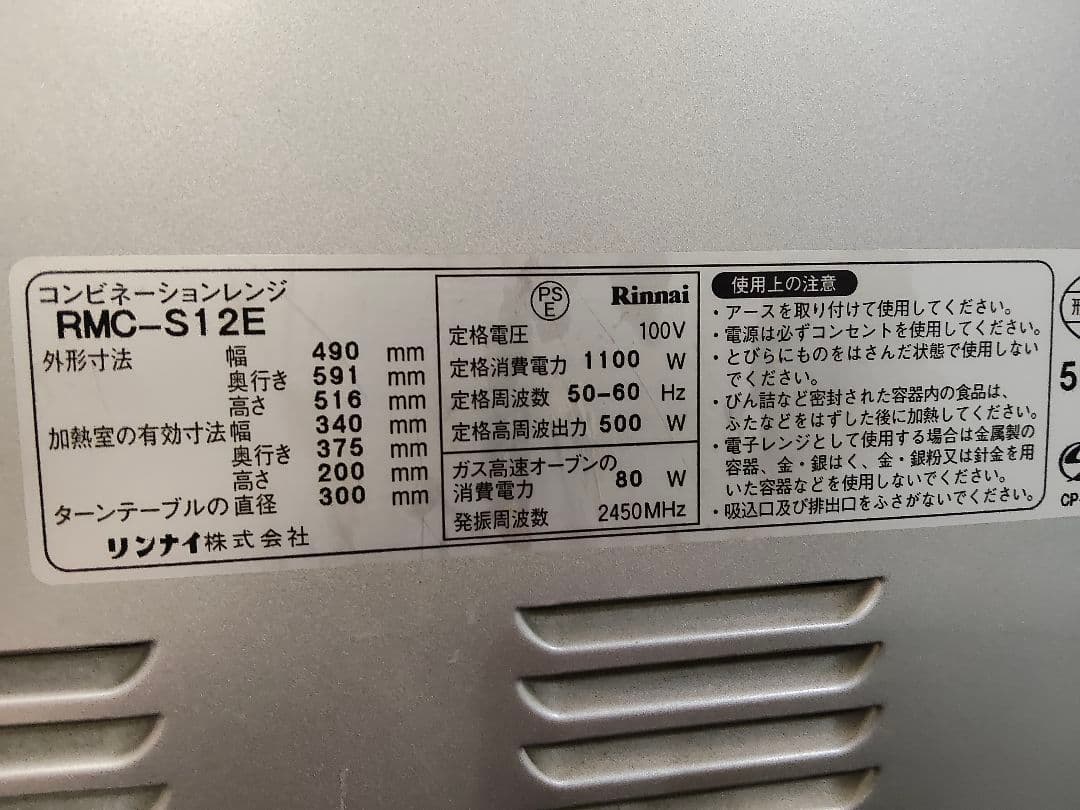 コンビネーションレンジ
RMC-S12E
外形寸法 幅 490 mm
奥行き 591 mm
高さ 516 mm
加熱室の有効寸法幅 340 mm
奥行き 375 mm
高さ 200 mm
ターンテーブルの直径 300 mm
リンナイ株式会社
PS
E
Rinnai
定格電圧 100V
定格消費電力 1100 W
定格周波数 50-60 Hz
定格高周波出力 500 W
ガス高速オーブンの
消費電力 80 W
発振周波数 2450MHz
使用上の注意
・アースを取り付けて使用してください。
・電源は必ずコンセントを使用してください。
・とびらにものをはさんだ状態で使用しない
でください。
・びん詰など密封された容器内の食品は、
ふたなどをはずした後に加熱してください。
・電子レンジとして使用する場合は金属製の
容器、金・銀はく、金・銀粉又は針金を用
いた容器などを使用しないでください。
・吸込口及び排出口をふさがないでください。
5
CP